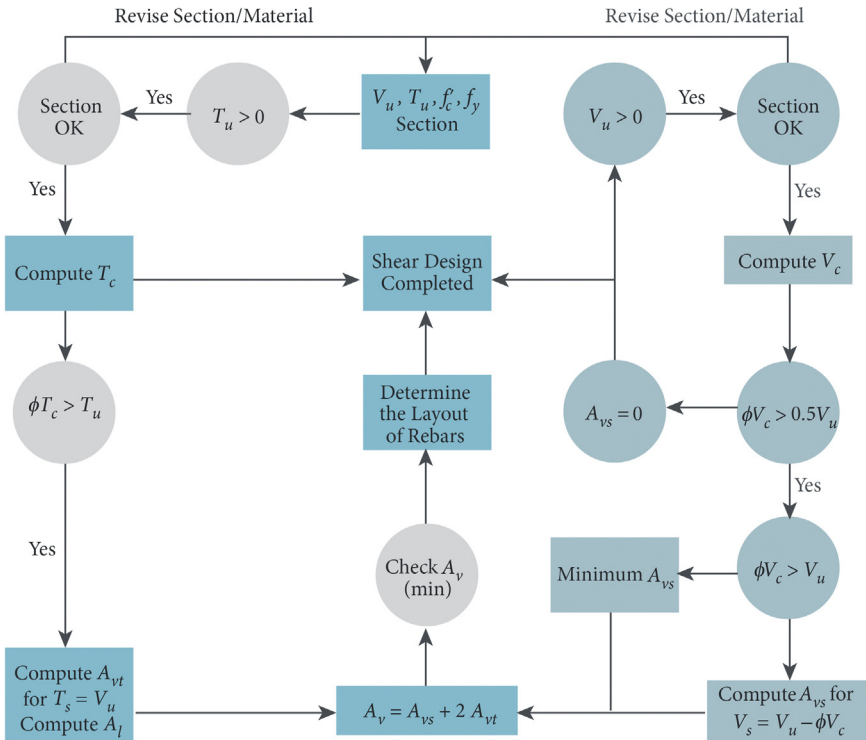 Revise Section/Material
Revise Section/Material
Section
OK
Yes
T_u > 0
V_u, T_u, f_c′, f_y
Section
V_u > 0
Yes
Section
OK
Yes
Yes
Compute T_c
Shear Design
Completed
Compute V_c
ϕT_c > T_u
Determine
the Layout
of Rebars
A_vs = 0
ϕV_c > 0.5V_u
Yes
Yes
Check A_v
(min)
Minimum A_vs
ϕV_c > V_u
Compute A_vt
for T_s = V_u
Compute A_l
A_v = A_vs + 2 A_vt
Compute A_vs for
V_s = V_u − ϕV_c